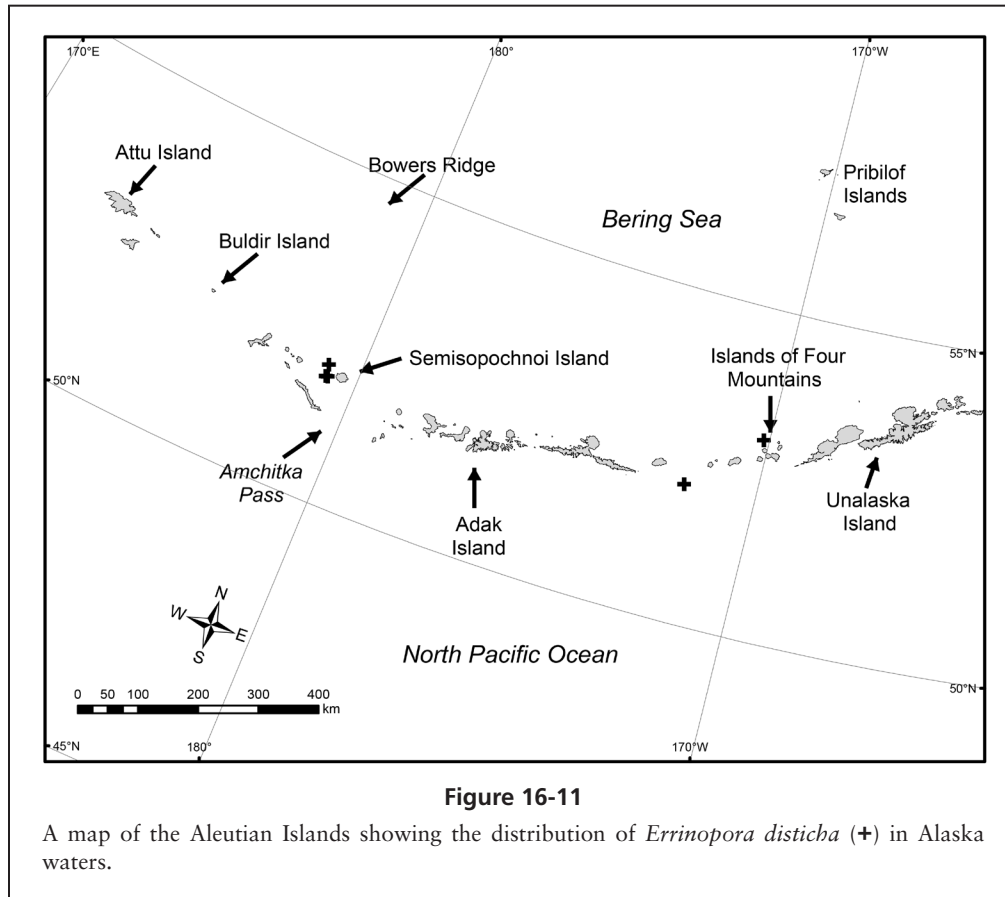 170°E
180°
170°W
Attu Island
Bowers Ridge
Pribilof
Islands
Bering Sea
Buldir Island
Semisopochnoi Island
Islands of Four
Mountains
55°N
50°N
Amchitka
Pass
Adak
Island
Unalaska
Island
N
W
E
S
North Pacific Ocean
50°N
0 50 100 200 300 400
km
45°N
180°
170°W
Figure 16-11
A map of the Aleutian Islands showing the distribution of Errinopora disticha (+) in Alaska
waters.